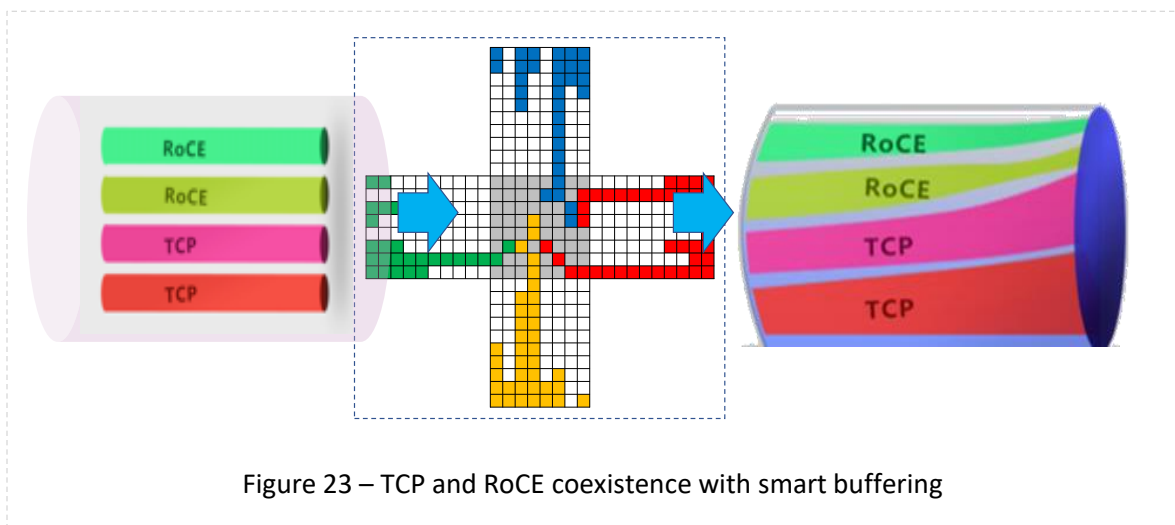 RoCE
RoCE
TCP
TCP
RoCE
RoCE
TCP
TCP
Figure 23 – TCP and RoCE coexistence with smart buffering